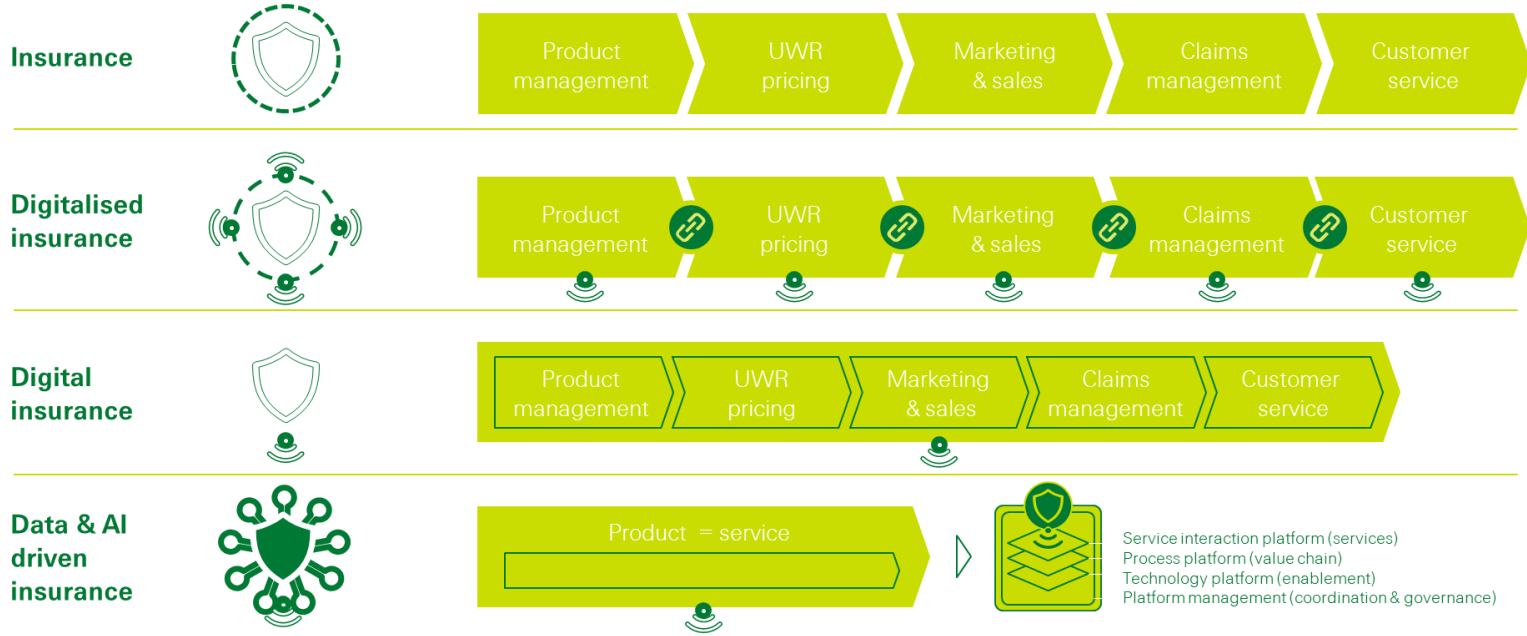 Insurance
Product
management
UWR
pricing
Marketing
& sales
Claims
management
Customer
service
Digitalised
insurance
Product
management
UWR
pricing
Marketing
& sales
Claims
management
Customer
service
Digital
insurance
Product
management
UWR
pricing
Marketing
& sales
Claims
management
Customer
service
Data & AI
driven
insurance
Product = service
Service interaction platform (services)
Process platform (value chain)
Technology platform (enablement)
Platform management (coordination & governance)